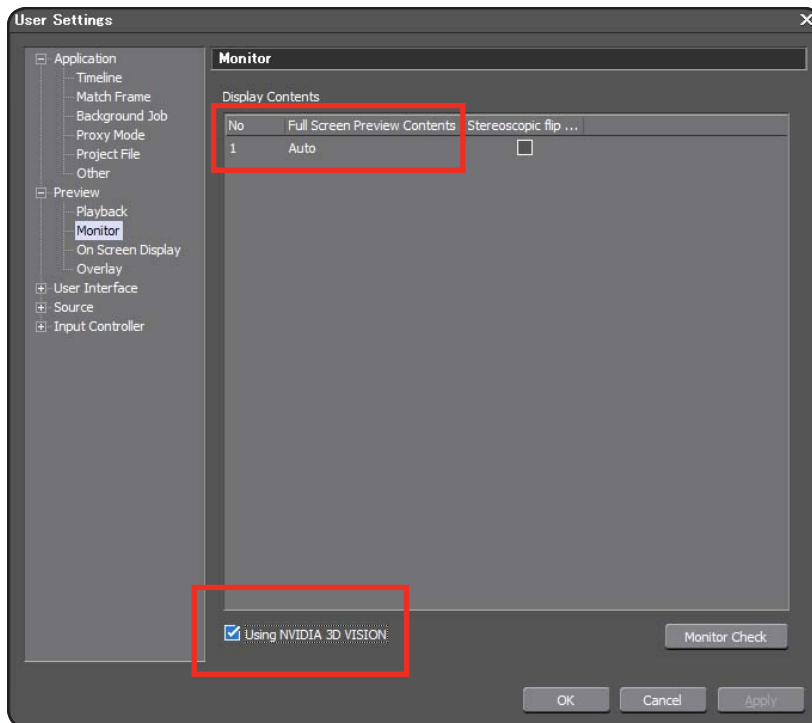 User Settings
Application
Timeline
Match Frame
Background Job
Proxy Mode
Project File
Other
Preview
Playback
Monitor
On Screen Display
Overlay
User Interface
Source
Input Controller
Monitor
Display Contents
No Full Screen Preview Contents Stereoscopic flip ...
1 Auto
Using NVIDIA 3D VISION
Monitor Check
OK Cancel Apply